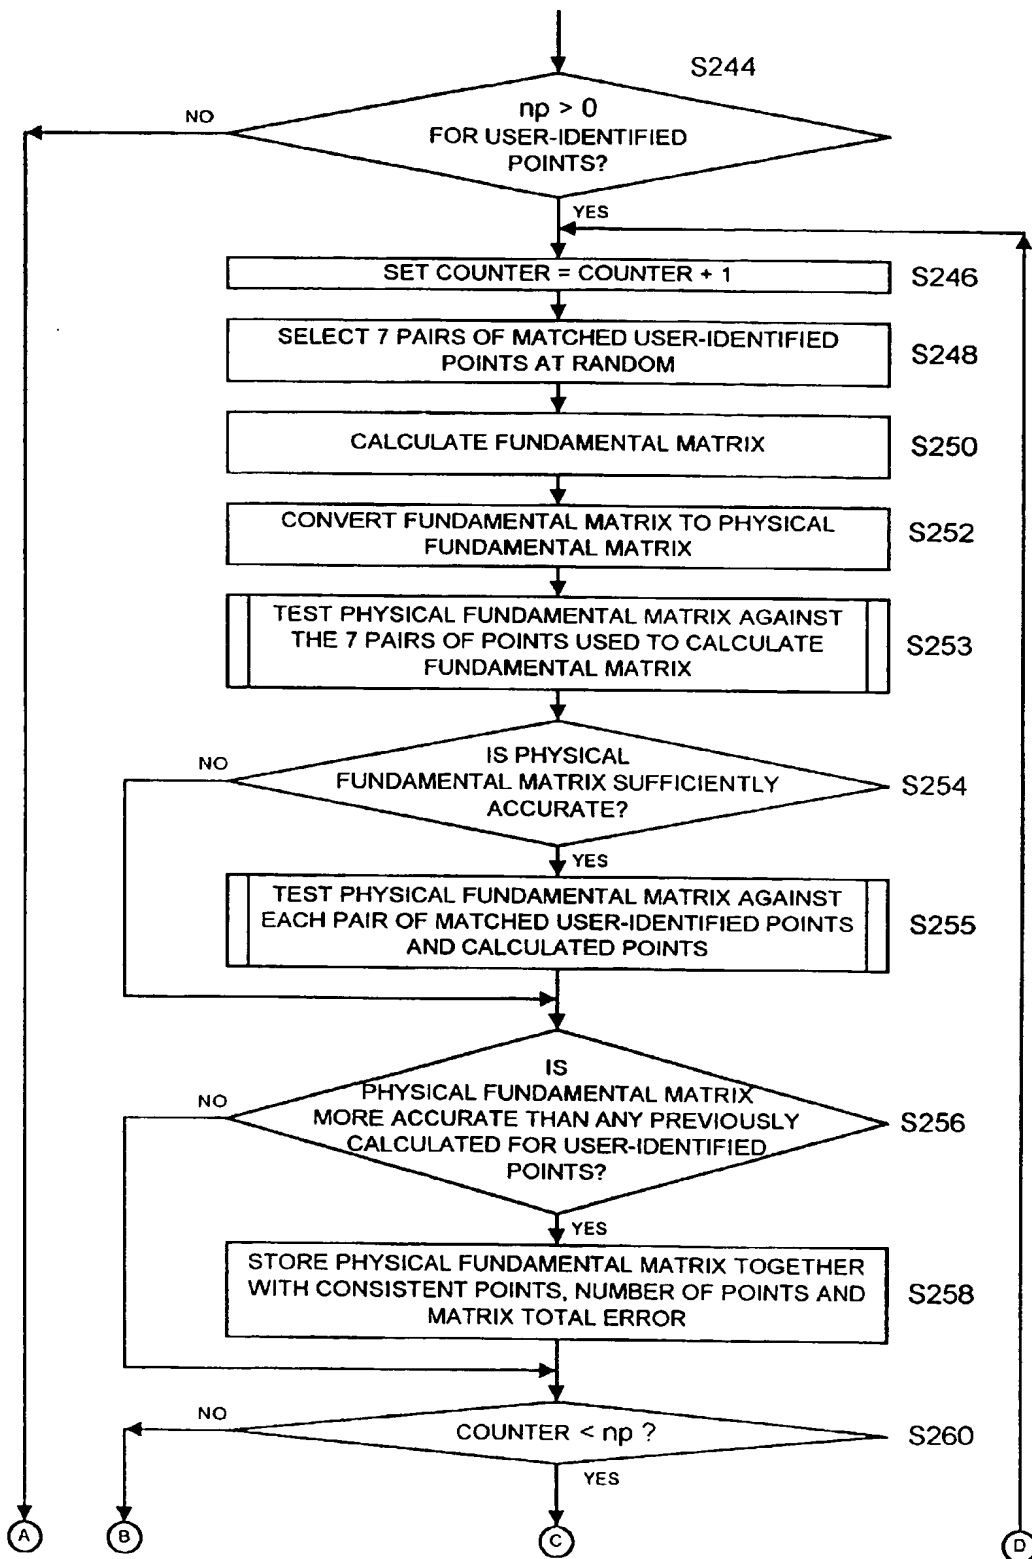 S244
np > 0
FOR USER-IDENTIFIED
POINTS?
NO
YES
SET COUNTER = COUNTER + 1
S246
SELECT 7 PAIRS OF MATCHED USER-IDENTIFIED
POINTS AT RANDOM
S248
CALCULATE FUNDAMENTAL MATRIX
S250
CONVERT FUNDAMENTAL MATRIX TO PHYSICAL
FUNDAMENTAL MATRIX
S252
TEST PHYSICAL FUNDAMENTAL MATRIX AGAINST
THE 7 PAIRS OF POINTS USED TO CALCULATE
FUNDAMENTAL MATRIX
S253
NO
IS PHYSICAL
FUNDAMENTAL MATRIX SUFFICIENTLY
ACCURATE?
S254
YES
TEST PHYSICAL FUNDAMENTAL MATRIX AGAINST
EACH PAIR OF MATCHED USER-IDENTIFIED POINTS
AND CALCULATED POINTS
S255
NO
IS
PHYSICAL FUNDAMENTAL MATRIX
MORE ACCURATE THAN ANY PREVIOUSLY
CALCULATED FOR USER-IDENTIFIED
POINTS?
S256
YES
STORE PHYSICAL FUNDAMENTAL MATRIX TOGETHER
WITH CONSISTENT POINTS, NUMBER OF POINTS AND
MATRIX TOTAL ERROR
S258
NO
COUNTER < np ?
S260
YES
A
B
C
D